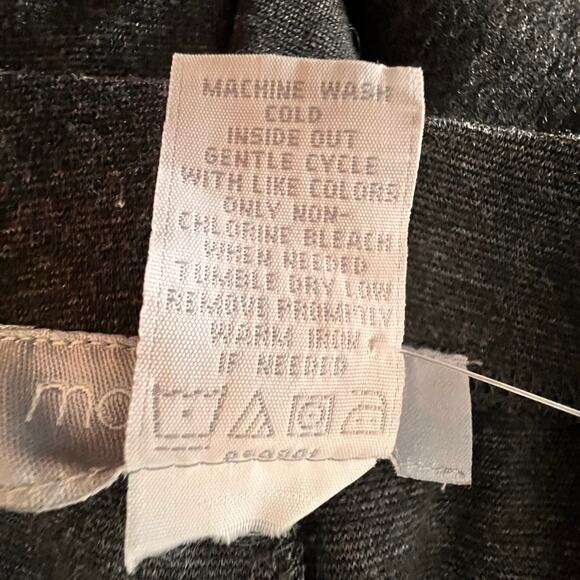 MACHINE WASH
COLD
INSIDE OUT
GENTLE CYCLE
WITH LIKE COLORS
ONLY NON-
CHLORINE BLEACH
WHEN NEEDED
TUMBLE DRY LOW
REMOVE PROMPTLY
WARM IRON
IF NEEDED
mo